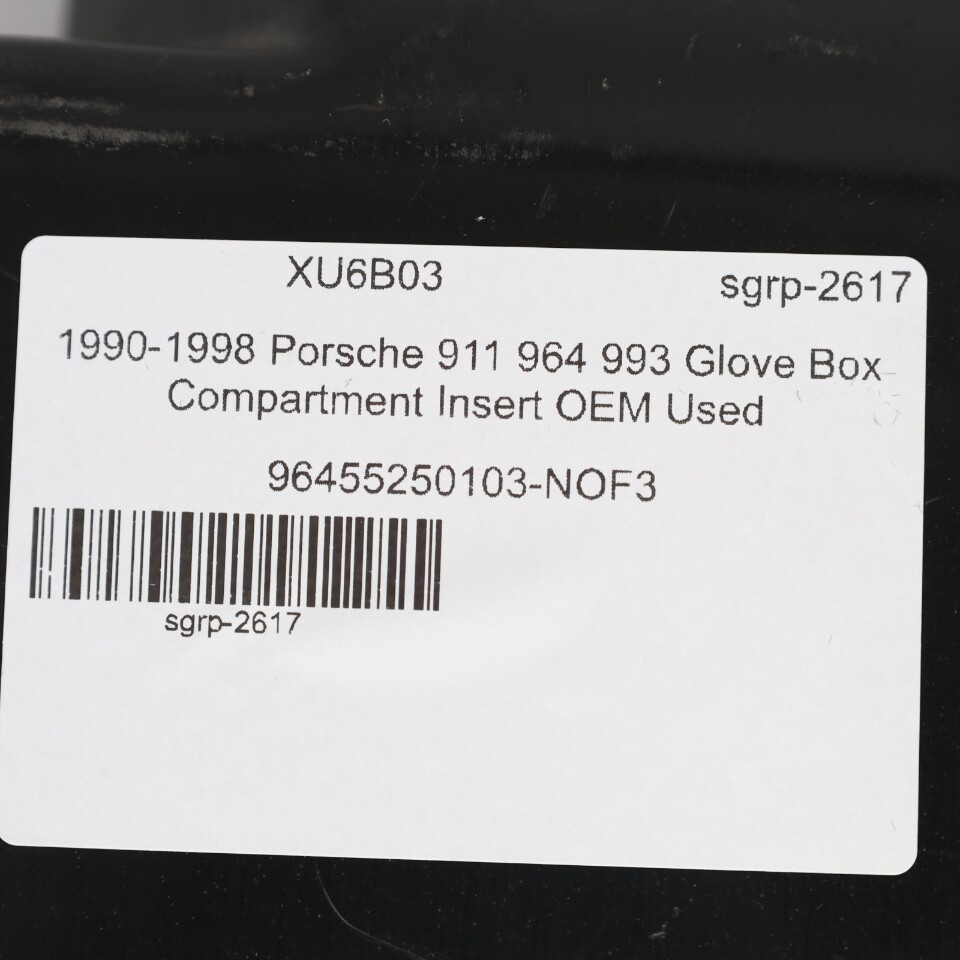 XU6B03 sgrp-2617
1990-1998 Porsche 911 964 993 Glove Box
Compartment Insert OEM Used
96455250103-NOF3
sgrp-2617